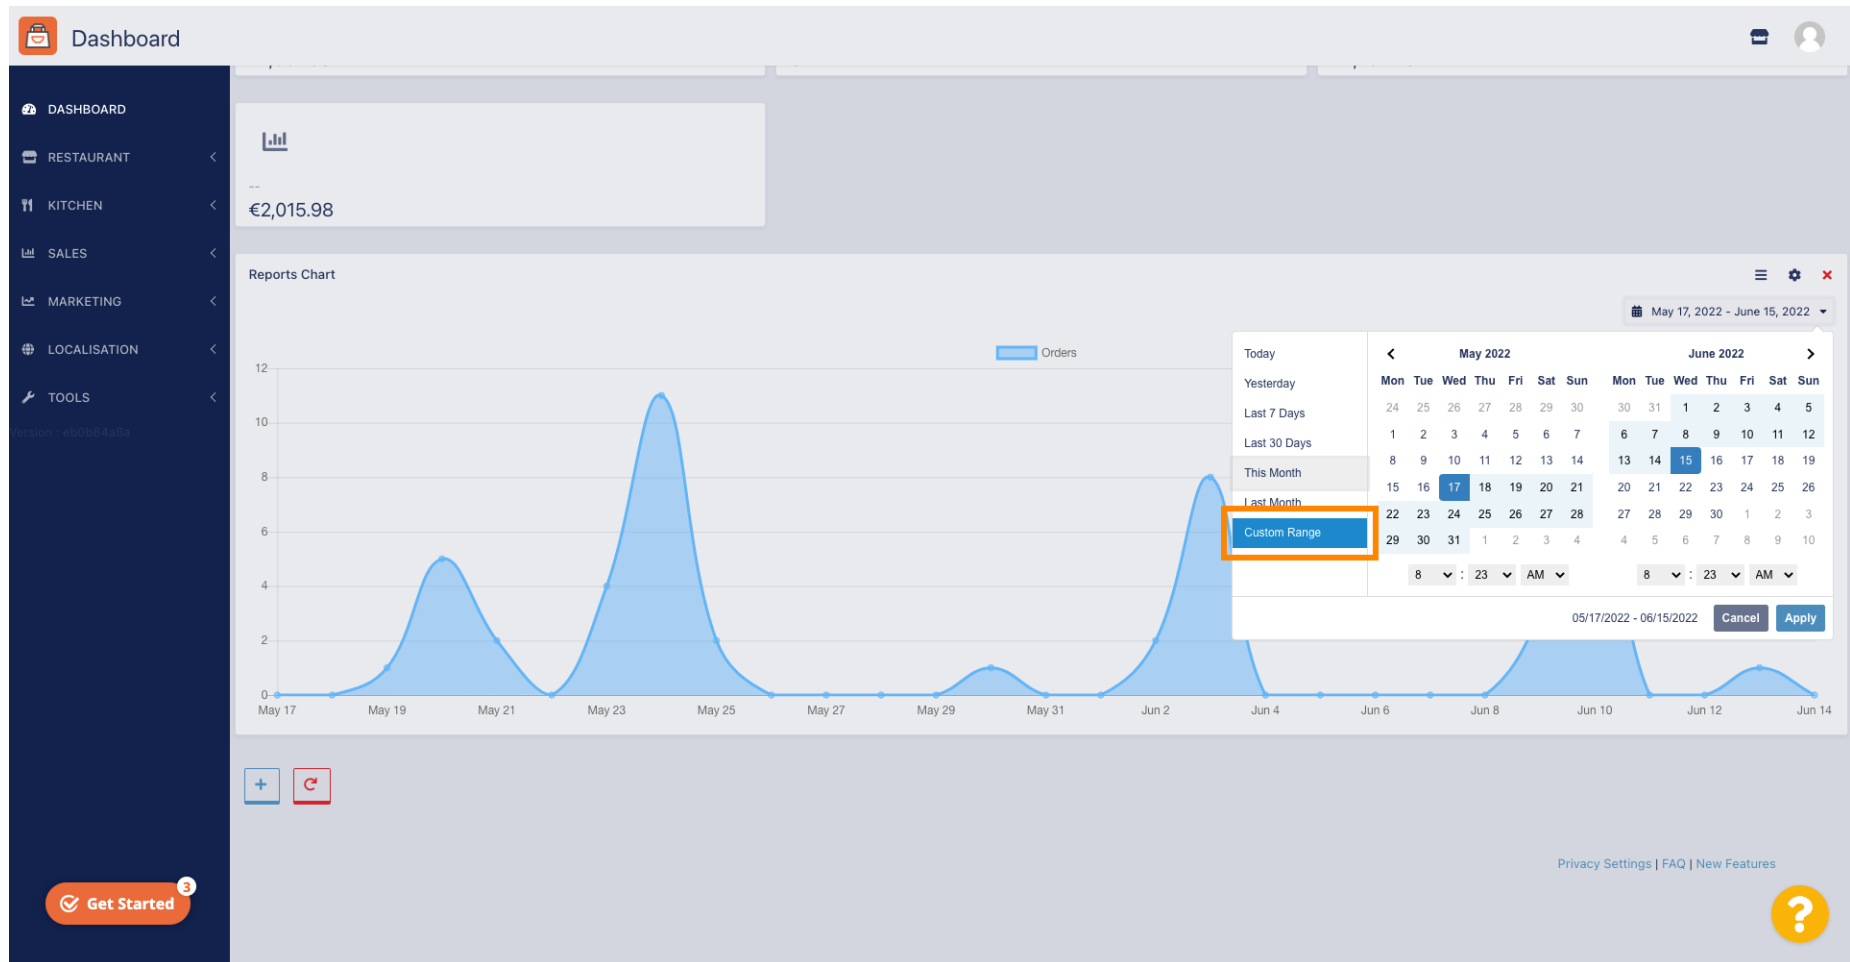 Dashboard
DASHBOARD
RESTAURANT
KITCHEN
SALES
MARKETING
LOCALISATION
TOOLS
Version : eb0b84a8a
--
€2,015.98
Reports Chart
May 17, 2022 - June 15, 2022
Orders
12
10
8
6
4
2
0
May 17 May 19 May 21 May 23 May 25 May 27 May 29 May 31 Jun 2 Jun 4 Jun 6 Jun 8 Jun 10 Jun 12 Jun 14
Today
Yesterday
Last 7 Days
Last 30 Days
This Month
Last Month
Custom Range
May 2022
Mon Tue Wed Thu Fri Sat Sun
24 25 26 27 28 29 30
1 2 3 4 5 6 7
8 9 10 11 12 13 14
15 16 17 18 19 20 21
22 23 24 25 26 27 28
29 30 31 1 2 3 4
8 : 23 AM
June 2022
Mon Tue Wed Thu Fri Sat Sun
30 31 1 2 3 4 5
6 7 8 9 10 11 12
13 14 15 16 17 18 19
20 21 22 23 24 25 26
27 28 29 30 1 2 3
4 5 6 7 8 9 10
8 : 23 AM
05/17/2022 - 06/15/2022 Cancel Apply
Privacy Settings | FAQ | New Features
Get Started 3
?